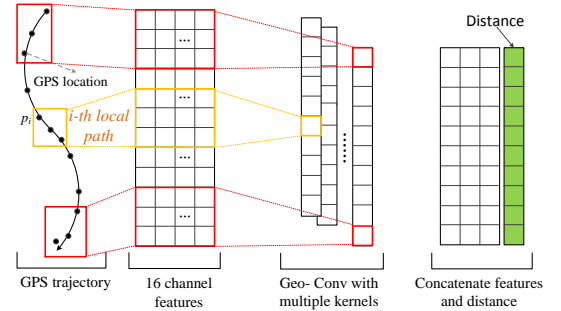 Distance
...
GPS location
...
p_i
i-th local
path
...
...
GPS trajectory
16 channel
features
Geo- Conv with
multiple kernels
Concatenate features
and distance